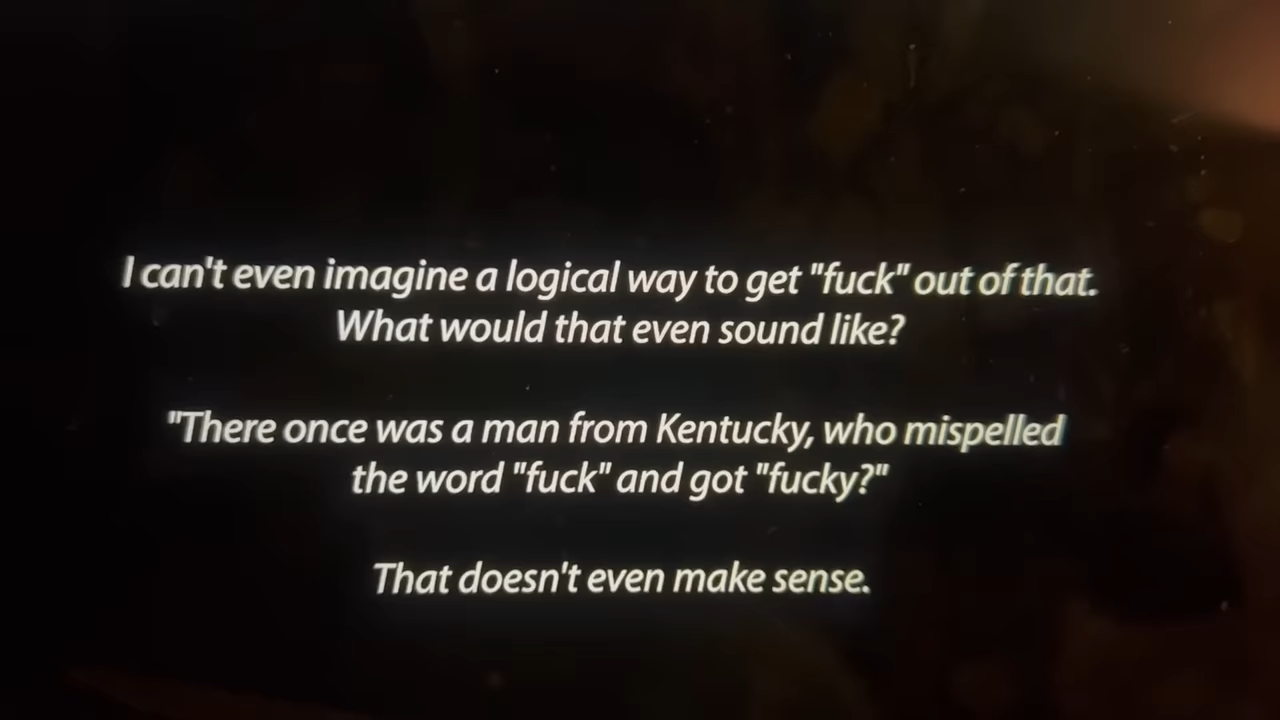 I can't even imagine a logical way to get "fuck" out of that.
What would that even sound like?
"There once was a man from Kentucky, who mispelled
the word "fuck" and got "fucky?"
That doesn't even make sense.